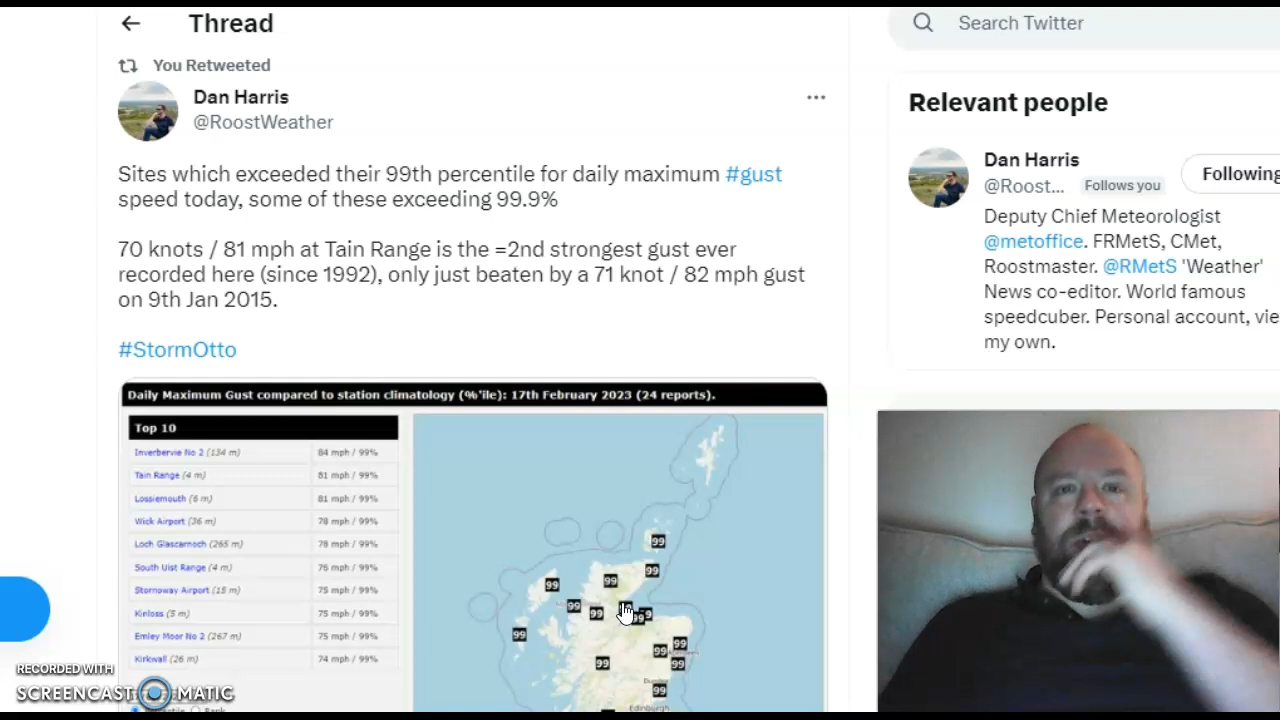 Thread
Search Twitter
You Retweeted
Dan Harris
@RoostWeather
Sites which exceeded their 99th percentile for daily maximum #gust
speed today, some of these exceeding 99.9%
70 knots / 81 mph at Tain Range is the =2nd strongest gust ever
recorded here (since 1992), only just beaten by a 71 knot / 82 mph gust
on 9th Jan 2015.
#StormOtto
Daily Maximum Gust compared to station climatology (%'ile): 17th February 2023 (24 reports).
Top 10
Inverbervie No 2 (134 m) 84 mph / 99%
Tain Range (4 m) 81 mph / 99%
Lossiemouth (6 m) 81 mph / 99%
Wick Airport (36 m) 78 mph / 99%
Loch Glascarnoch (265 m) 78 mph / 99%
South Uist Range (4 m) 76 mph / 99%
Stornoway Airport (15 m) 75 mph / 99%
Kinloss (5 m) 75 mph / 99%
Emley Moor No 2 (267 m) 75 mph / 99%
Kirkwall (26 m) 74 mph / 99%
99
99
99
99
99
99
99
99
99
99
99
99
Edinburgh
Relevant people
Dan Harris
@Roost... Follows you
Following
Deputy Chief Meteorologist
@metoffice. FRMetS, CMet,
Roostmaster. @RMetS 'Weather'
News co-editor. World famous
speedcuber. Personal account, vie
my own.
RECORDED WITH
SCREENCAST MATIC